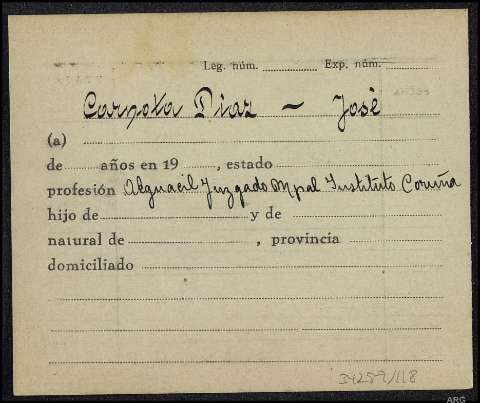 Leg. núm. Exp. núm.
Carnota Diaz – José
(a)
de años en 19 , estado
profesión Alguacil Juzgado Mpal Instituto Coruña
hijo de y de
natural de , provincia
domiciliado
34259/118
ARG